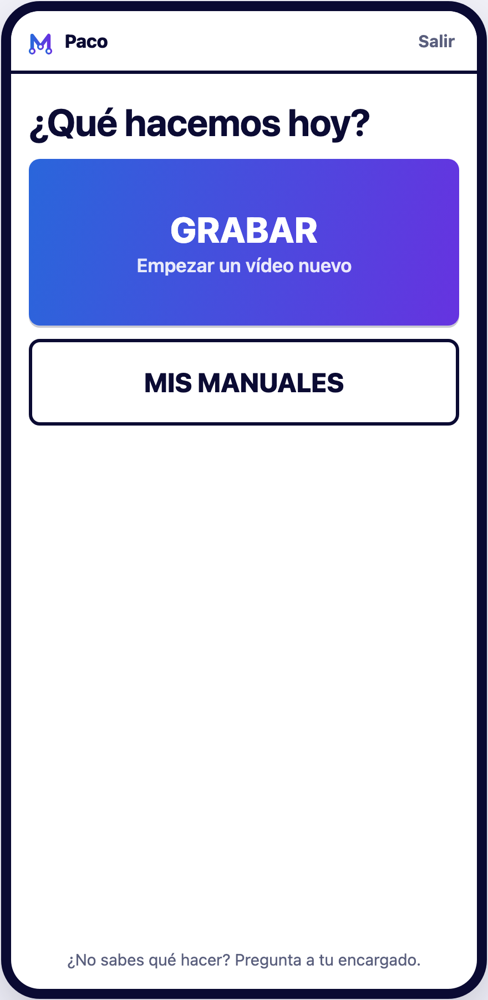 Paco
Salir
¿Qué hacemos hoy?
GRABAR
Empezar un vídeo nuevo
MIS MANUALES
¿No sabes qué hacer? Pregunta a tu encargado.